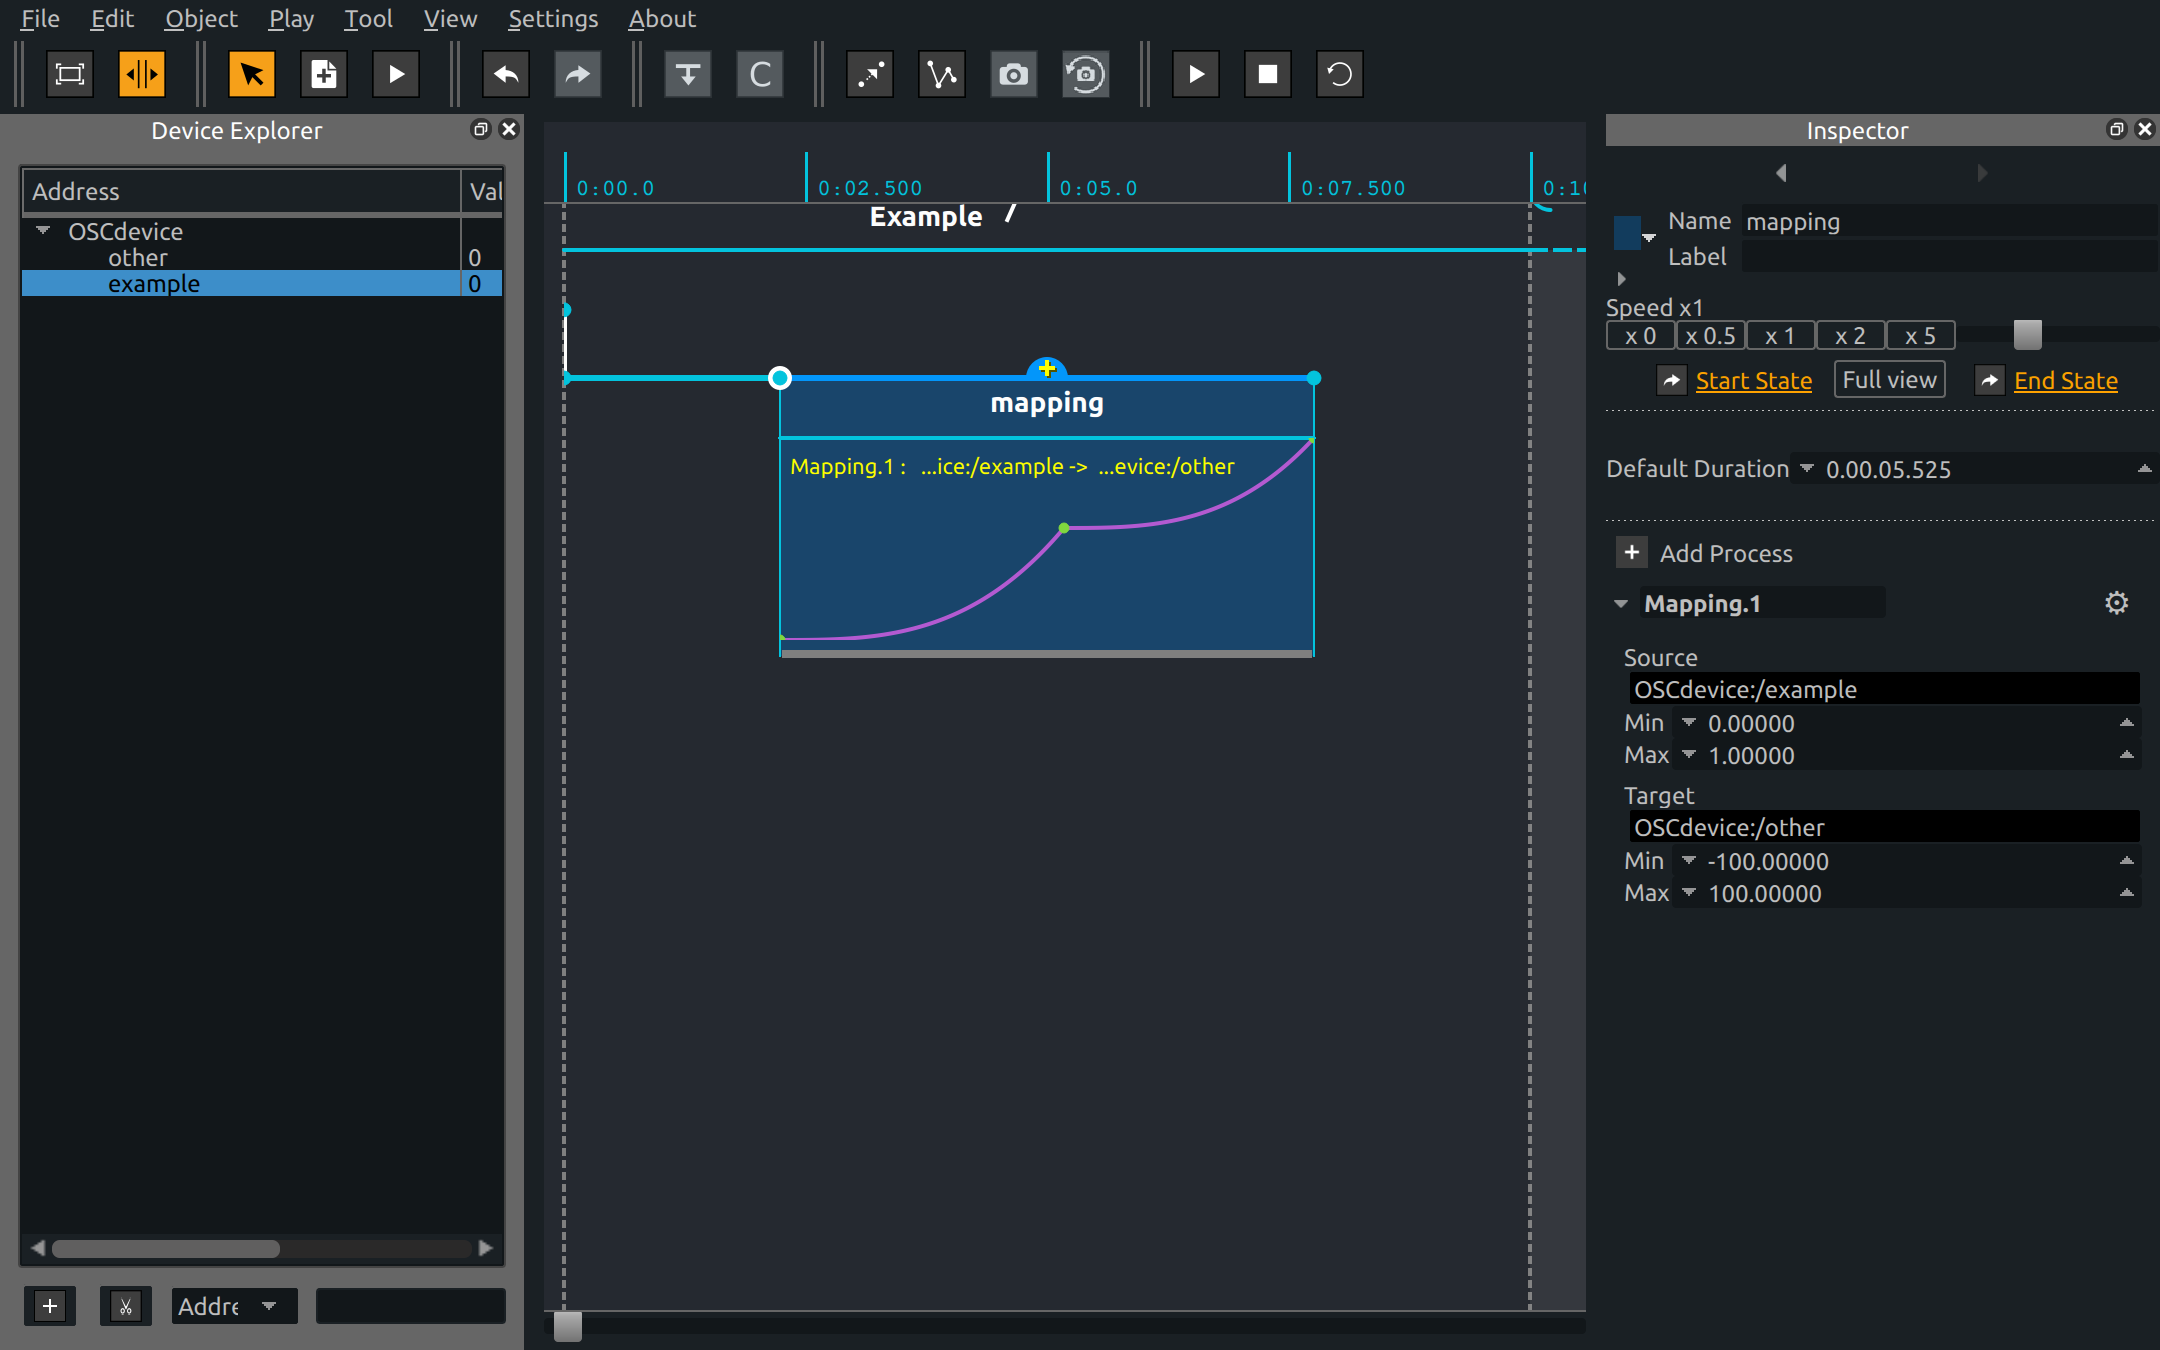 File Edit Object Play Tool View Settings About
C
Device Explorer
Address Val
OSCdevice
other 0
example 0
Addre
0:00.0 0:02.500 0:05.0 0:07.500 0:10
Example
mapping
Mapping.1 : ...ice:/example -> ...evice:/other
Inspector
Name mapping
Label
Speed x1
x 0 x 0.5 x 1 x 2 x 5
Start State Full view End State
Default Duration 0.00.05.525
Add Process
Mapping.1
Source
OSCdevice:/example
Min 0.00000
Max 1.00000
Target
OSCdevice:/other
Min -100.00000
Max 100.00000